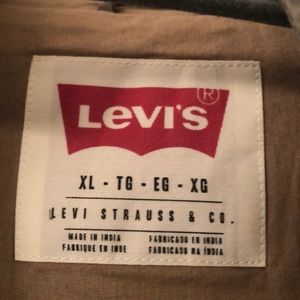 LEVI'S ®
XL - TG - EG - XG
LEVI STRAUSS & CO.
MADE IN INDIA FABRICADO EN INDIA
FABRIQUE EN INDE FABRICADO NA ÍNDIA